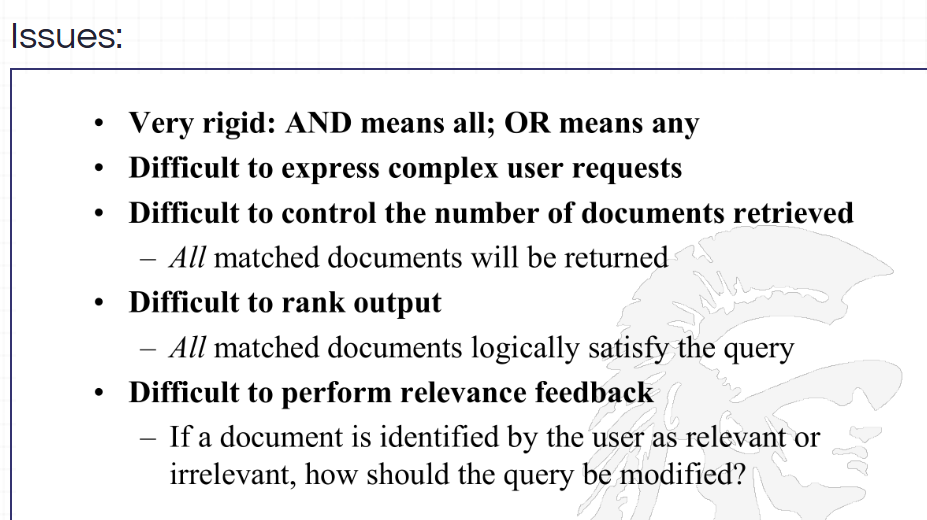 Issues:
• Very rigid: AND means all; OR means any
• Difficult to express complex user requests
• Difficult to control the number of documents retrieved
– All matched documents will be returned
• Difficult to rank output
– All matched documents logically satisfy the query
• Difficult to perform relevance feedback
– If a document is identified by the user as relevant or
irrelevant, how should the query be modified?